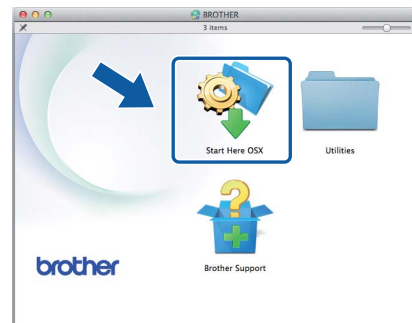 BROTHER
3 items
Start Here OSX
Utilities
Brother Support
brother